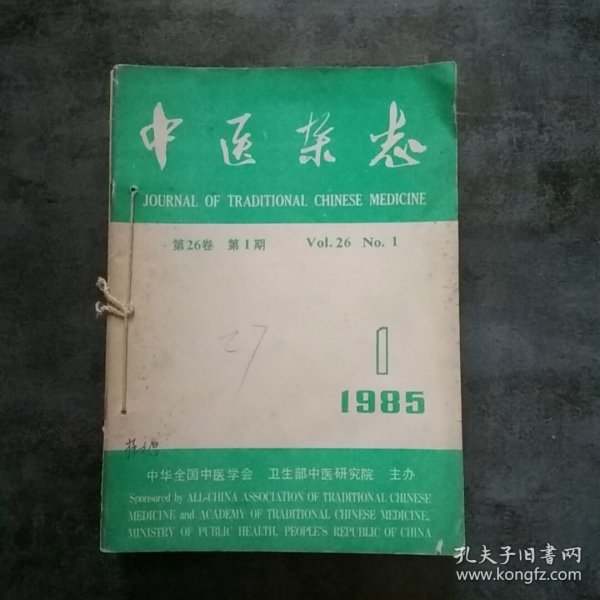 中医杂志
JOURNAL OF TRADITIONAL CHINESE MEDICINE
第26卷 第1期 Vol.26 No.1
27
1
1985
中华全国中医学会 卫生部中医研究院 主办
Sponsored by ALL-CHINA ASSOCIATION OF TRADITIONAL CHINESE
MEDICINE and ACADEMY OF TRADITIONAL CHINESE MEDICINE,
MINISTRY OF PUBLIC HEALTH, PEOPLE'S REPUBLIC OF CHINA
孔夫子旧书网
www.kongfz.com